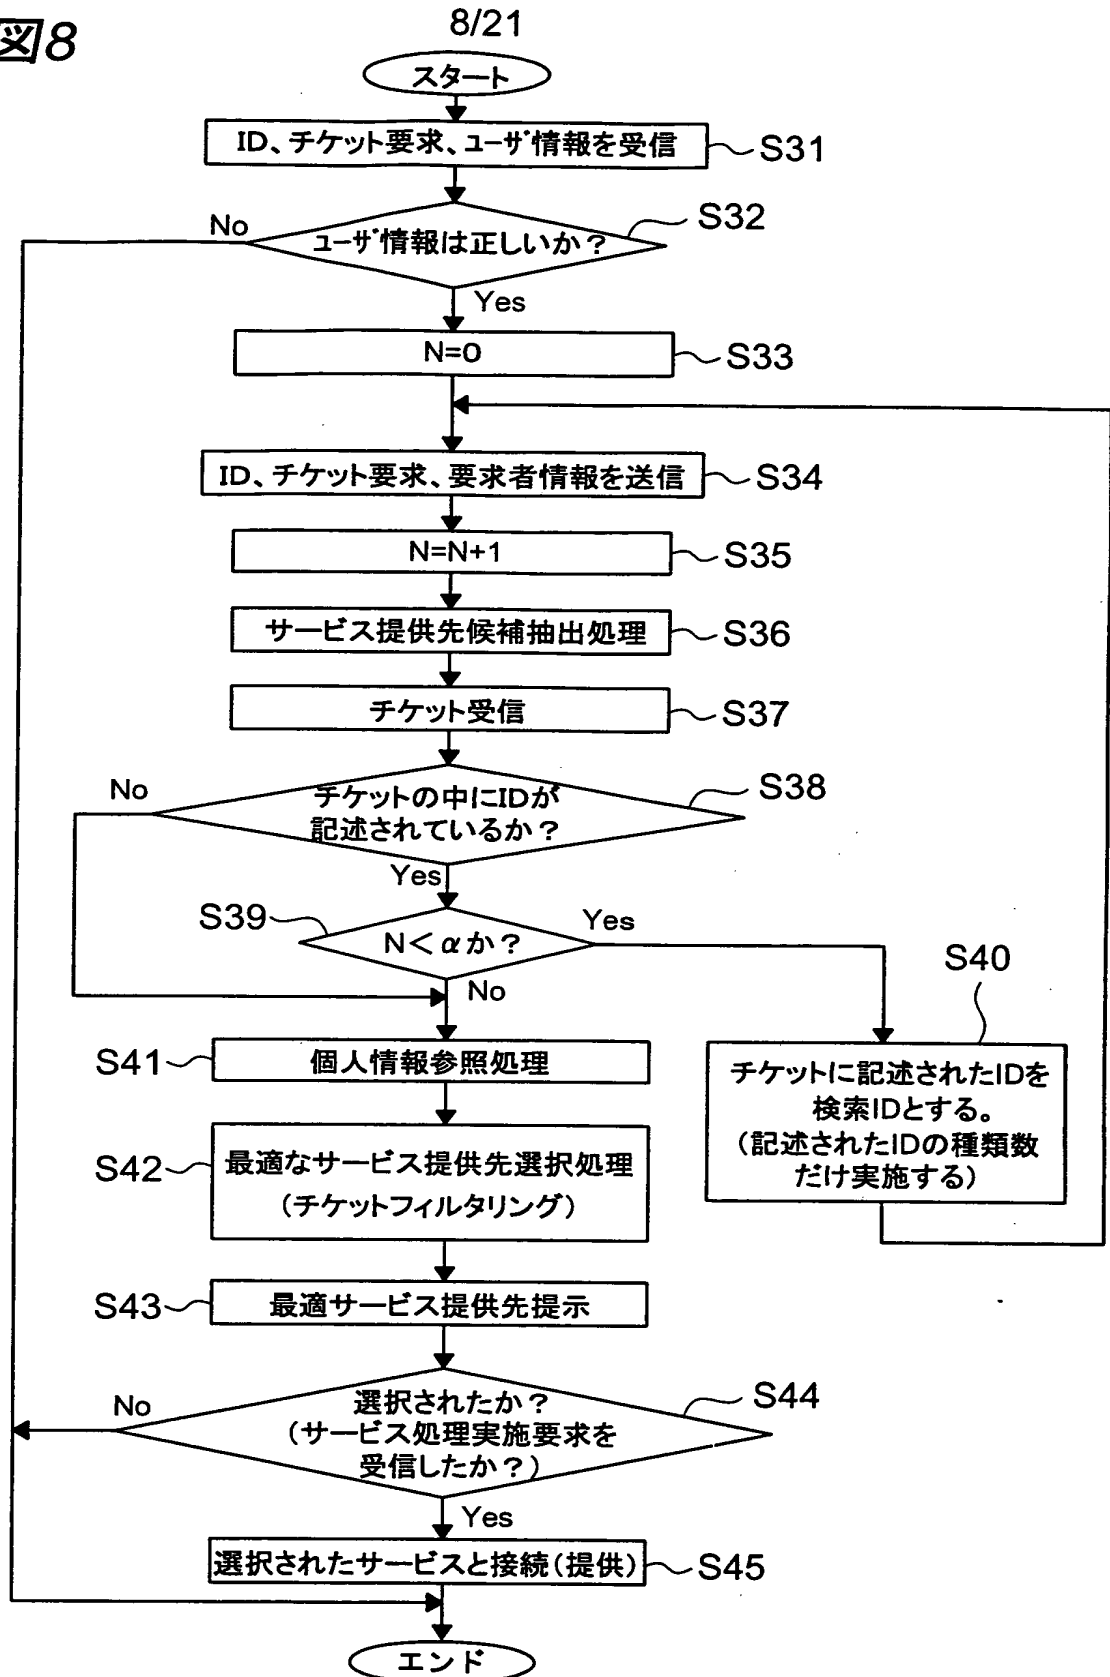 図8
8/21
スタート
ID、チケット要求、ユーザ情報を受信
S31
ユーザ情報は正しいか？
S32
No
Yes
N=0
S33
ID、チケット要求、要求者情報を送信
S34
N=N+1
S35
サービス提供先候補抽出処理
S36
チケット受信
S37
チケットの中にIDが
記述されているか？
S38
No
Yes
S39
N＜αか？
Yes
No
S40
チケットに記述されたIDを
検索IDとする。
（記述されたIDの種類数
だけ実施する）
S41
個人情報参照処理
S42
最適なサービス提供先選択処理
（チケットフィルタリング）
S43
最適サービス提供先提示
選択されたか？
（サービス処理実施要求を
受信したか？）
S44
No
Yes
選択されたサービスと接続（提供）
S45
エンド